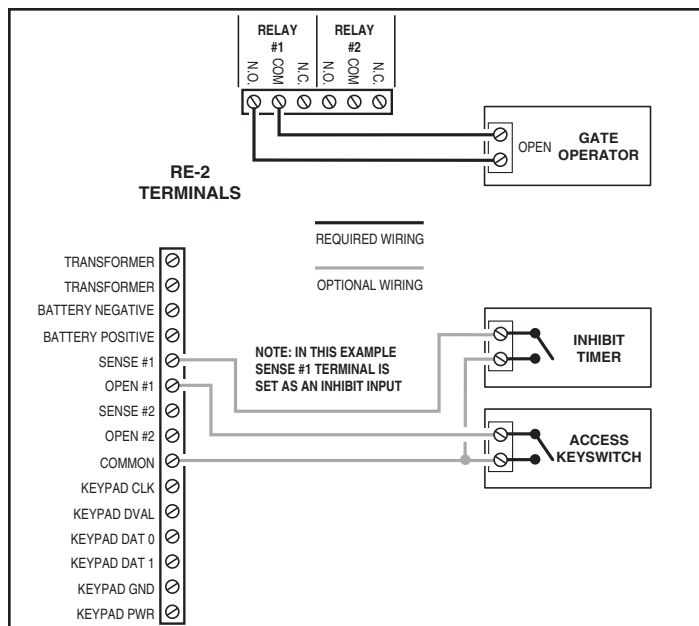 RELAY #1
RELAY #2
N.O.
COM
N.C.
N.O.
COM
N.C.
OPEN
GATE
OPERATOR
RE-2
TERMINALS
REQUIRED WIRING
OPTIONAL WIRING
TRANSFORMER
TRANSFORMER
BATTERY NEGATIVE
BATTERY POSITIVE
SENSE #1
OPEN #1
SENSE #2
OPEN #2
COMMON
KEYPAD CLK
KEYPAD DVAL
KEYPAD DAT 0
KEYPAD DAT 1
KEYPAD GND
KEYPAD PWR
NOTE: IN THIS EXAMPLE
SENSE #1 TERMINAL IS
SET AS AN INHIBIT INPUT
INHIBIT
TIMER
ACCESS
KEYSWITCH